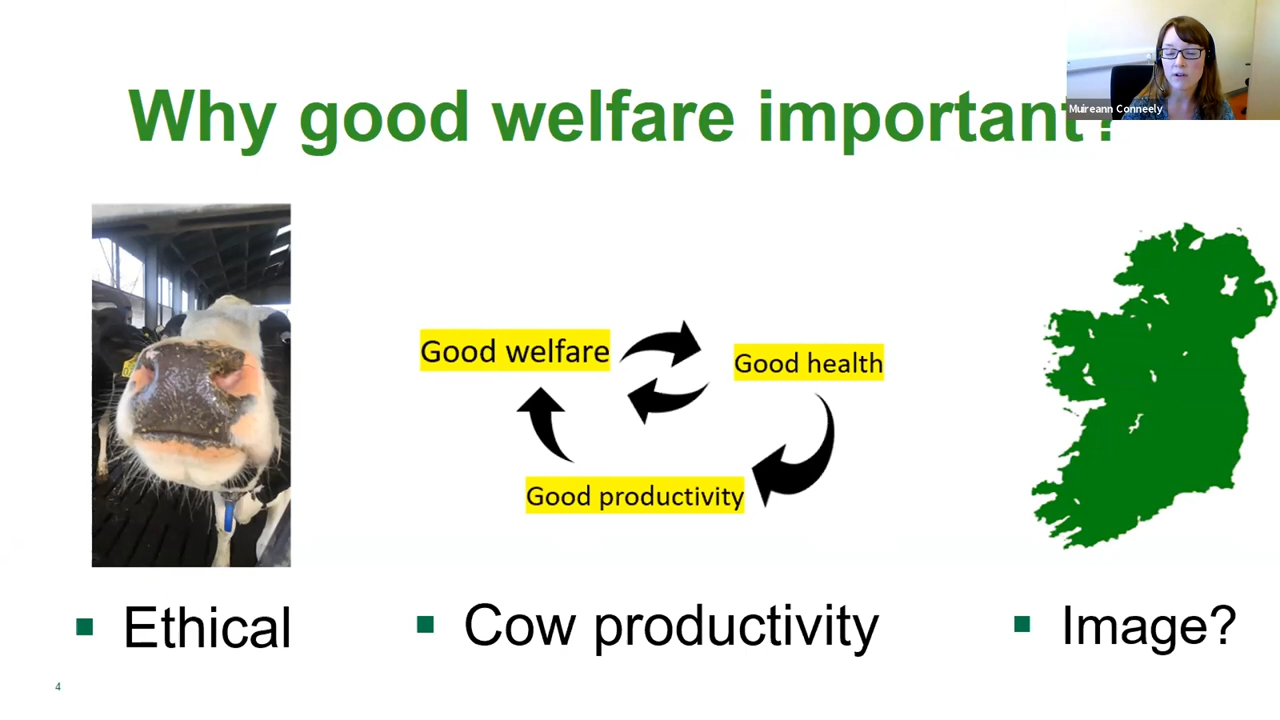 Why good welfare important?
Muireann Conneely
Good welfare
Good health
Good productivity
▪ Ethical
▪ Cow productivity
▪ Image?
4